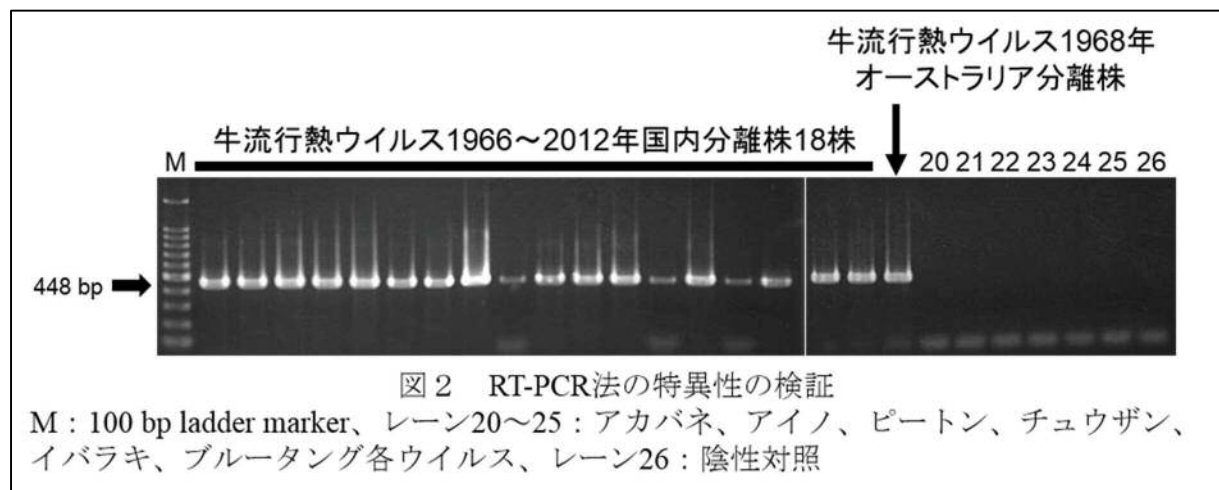 牛流行熱ウイルス1968年
オーストラリア分離株
牛流行熱ウイルス1966～2012年国内分離株18株
M
20 21 22 23 24 25 26
448 bp
図２　RT-PCR法の特異性の検証
M：100 bp ladder marker、レーン20～25：アカバネ、アイノ、ピートン、チュウザン、
イバラキ、ブルータング各ウイルス、レーン26：陰性対照